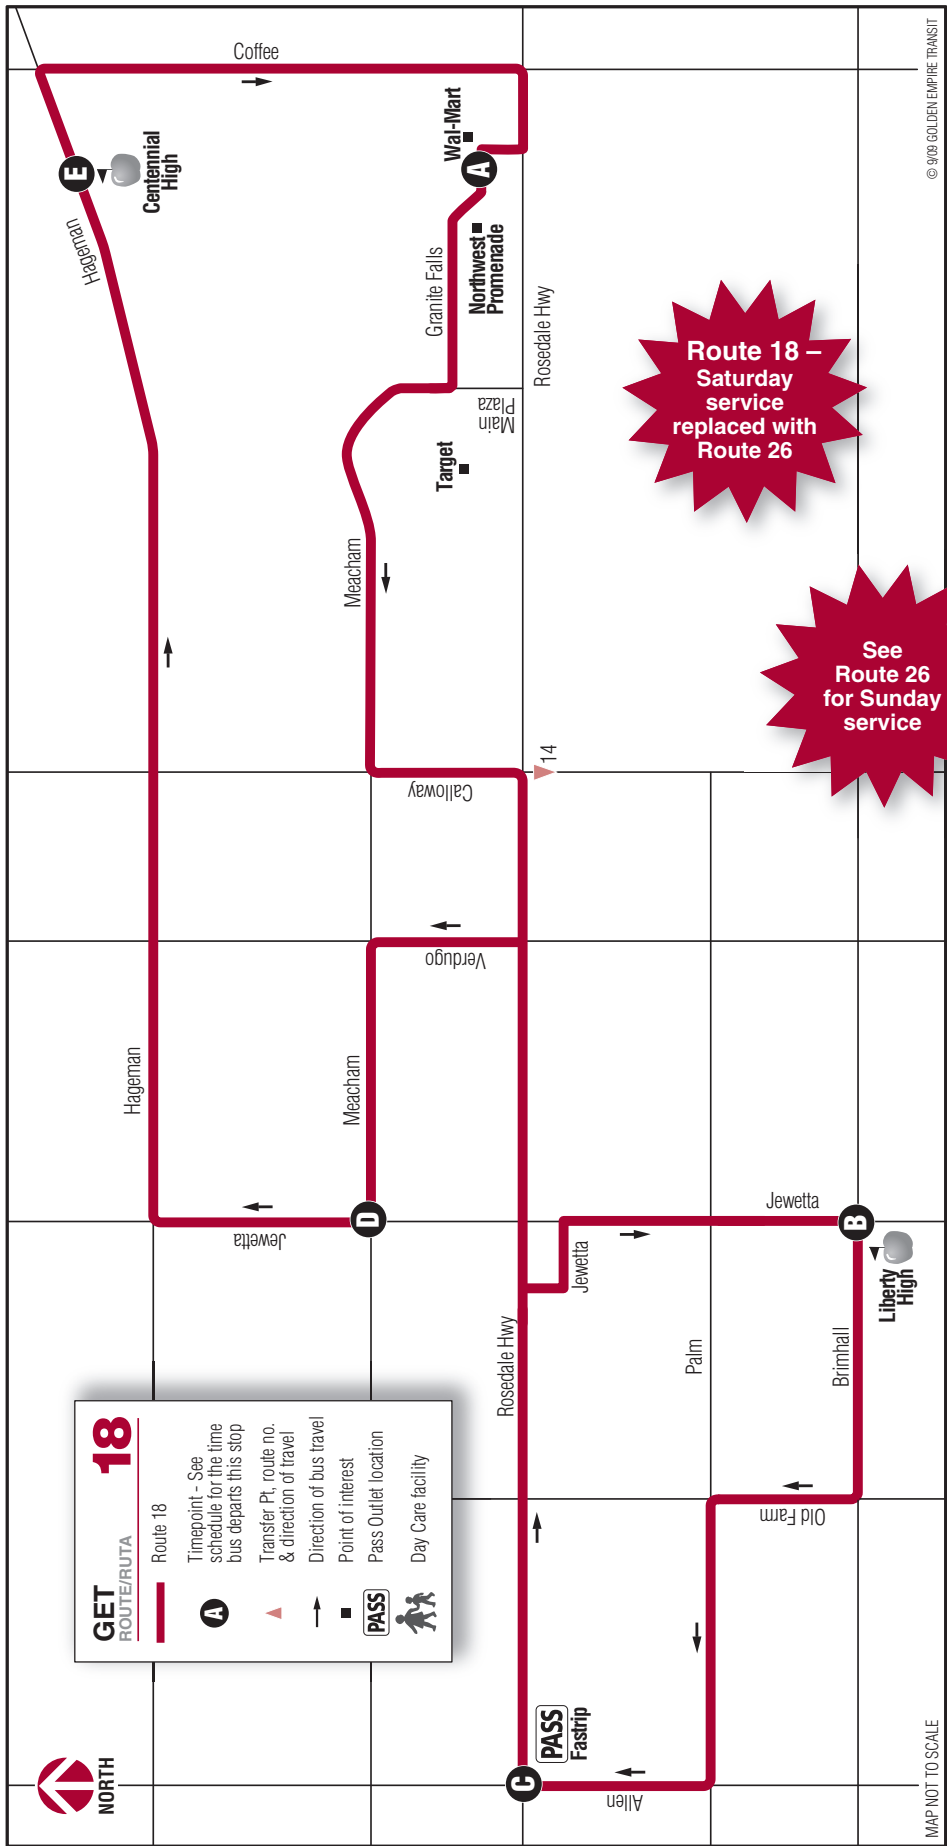 GET 18
ROUTE/RUTA
Route 18
A
Timepoint - See
schedule for the time
bus departs this stop
Transfer Pt, route no.
& direction of travel
Direction of bus travel
Point of interest
PASS
Pass Outlet location
Day Care facility
NORTH
Coffee
E
Centennial
High
Hageman
Wal-Mart
A
Northwest
Promenade
Granite Falls
Rosedale Hwy
Main
Plaza
Target
Meacham
Route 18 –
Saturday
service
replaced with
Route 26
See
Route 26
for Sunday
service
14
Calloway
Verdugo
Hageman
Meacham
D
Jewetta
Jewetta
B
Liberty
High
Jewetta
Rosedale Hwy
Palm
Brimhall
Old Farm
C
PASS
Fastrip
Allen
MAP NOT TO SCALE
© 9/09 GOLDEN EMPIRE TRANSIT